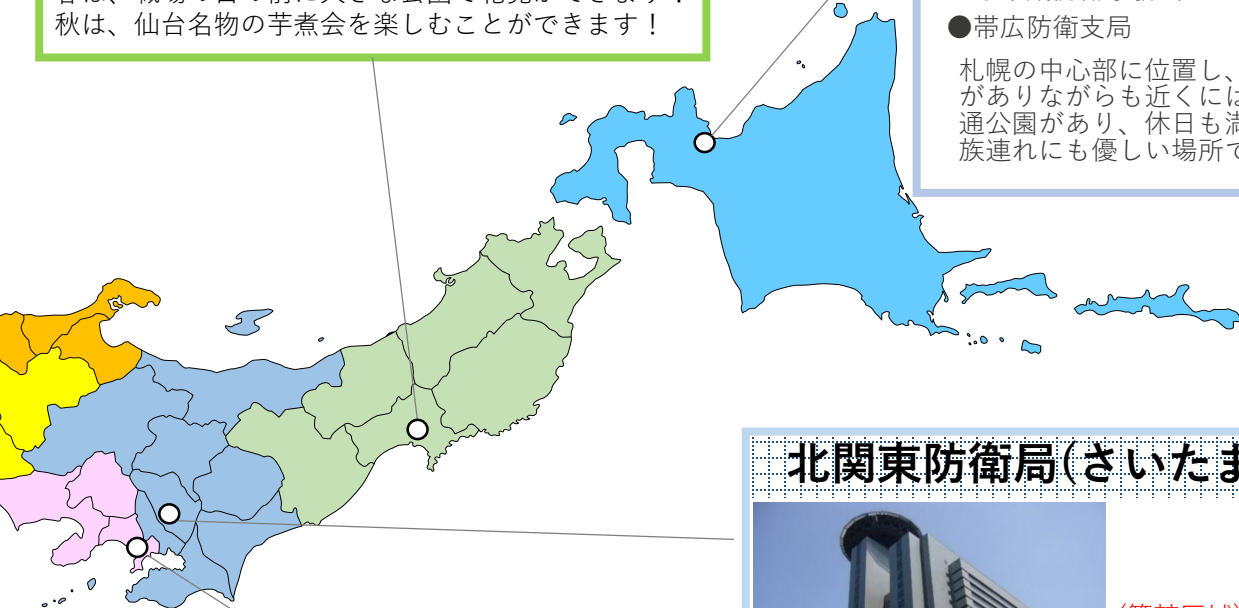 秋は、仙台名物の芋煮会を楽しむことができます！
●帯広防衛支局
札幌の中心部に位置し、
がありながらも近くには
通公園があり、休日も満
族連れにも優しい場所で
北関東防衛局(さいたま